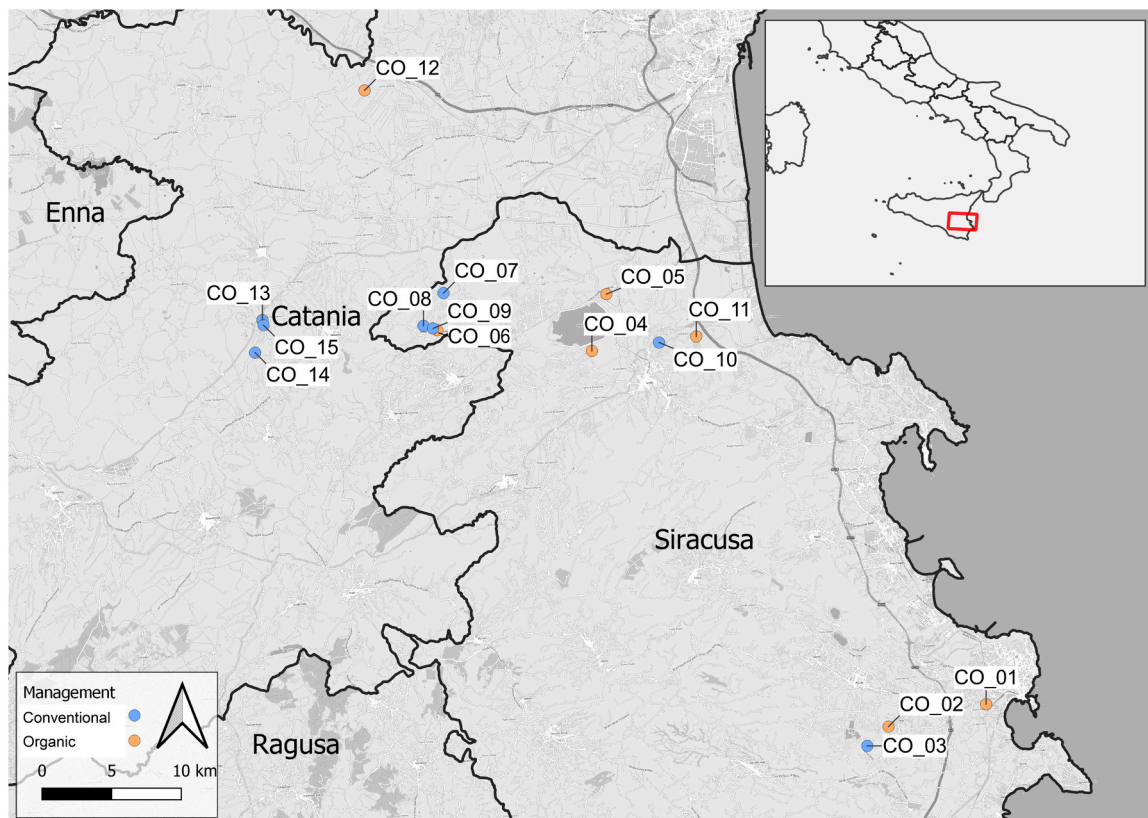 CO_12
Enna
CO_07
CO_13
CO_08
CO_05
Catania
CO_09
CO_11
CO_04
CO_06
CO_15
CO_10
CO_14
Siracusa
CO_01
Management
CO_02
Conventional
Organic
Ragusa
CO_03
0 5 10 km